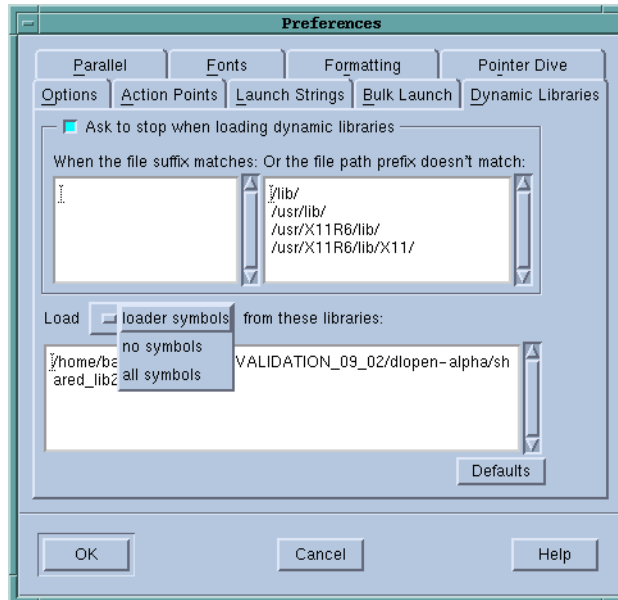 Preferences
Parallel Fonts Formatting Pointer Dive
Options Action Points Launch Strings Bulk Launch Dynamic Libraries
Ask to stop when loading dynamic libraries
When the file suffix matches: Or the file path prefix doesn't match:
/lib/
/usr/lib/
/usr/X11R6/lib/
/usr/X11R6/lib/X11/
Load loader symbols from these libraries:
no symbols
all symbols
/home/ba VALIDATION_09_02/dlopen-alpha/sh
ared_lib2
Defaults
OK Cancel Help